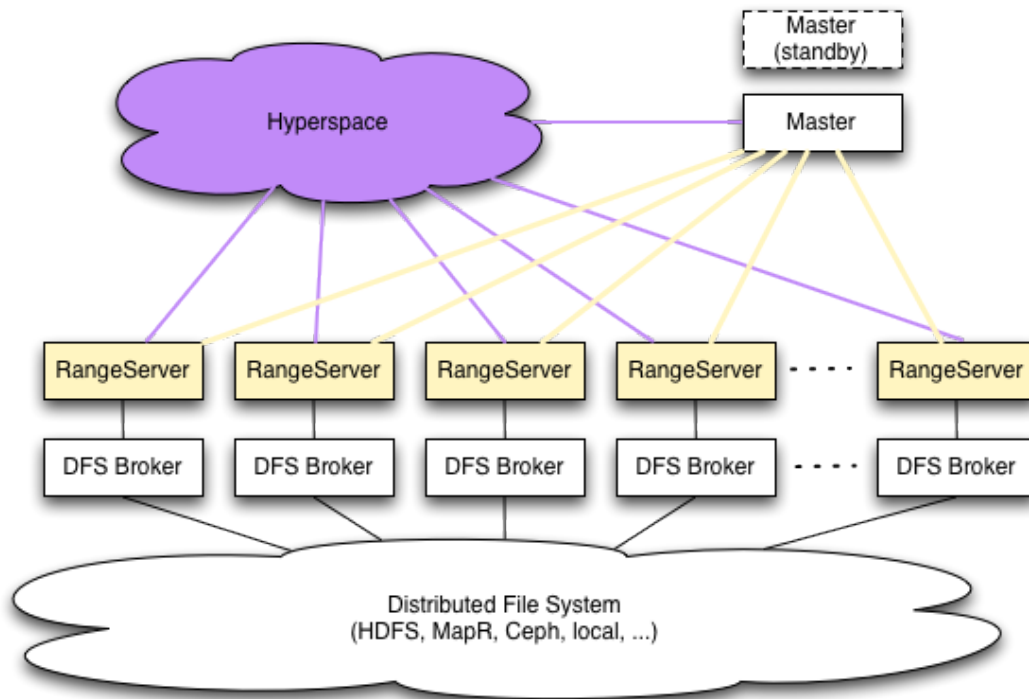 Master
(standby)
Hyperspace
Master
RangeServer
RangeServer
RangeServer
RangeServer
RangeServer
DFS Broker
DFS Broker
DFS Broker
DFS Broker
DFS Broker
Distributed File System
(HDFS, MapR, Ceph, local, ...)